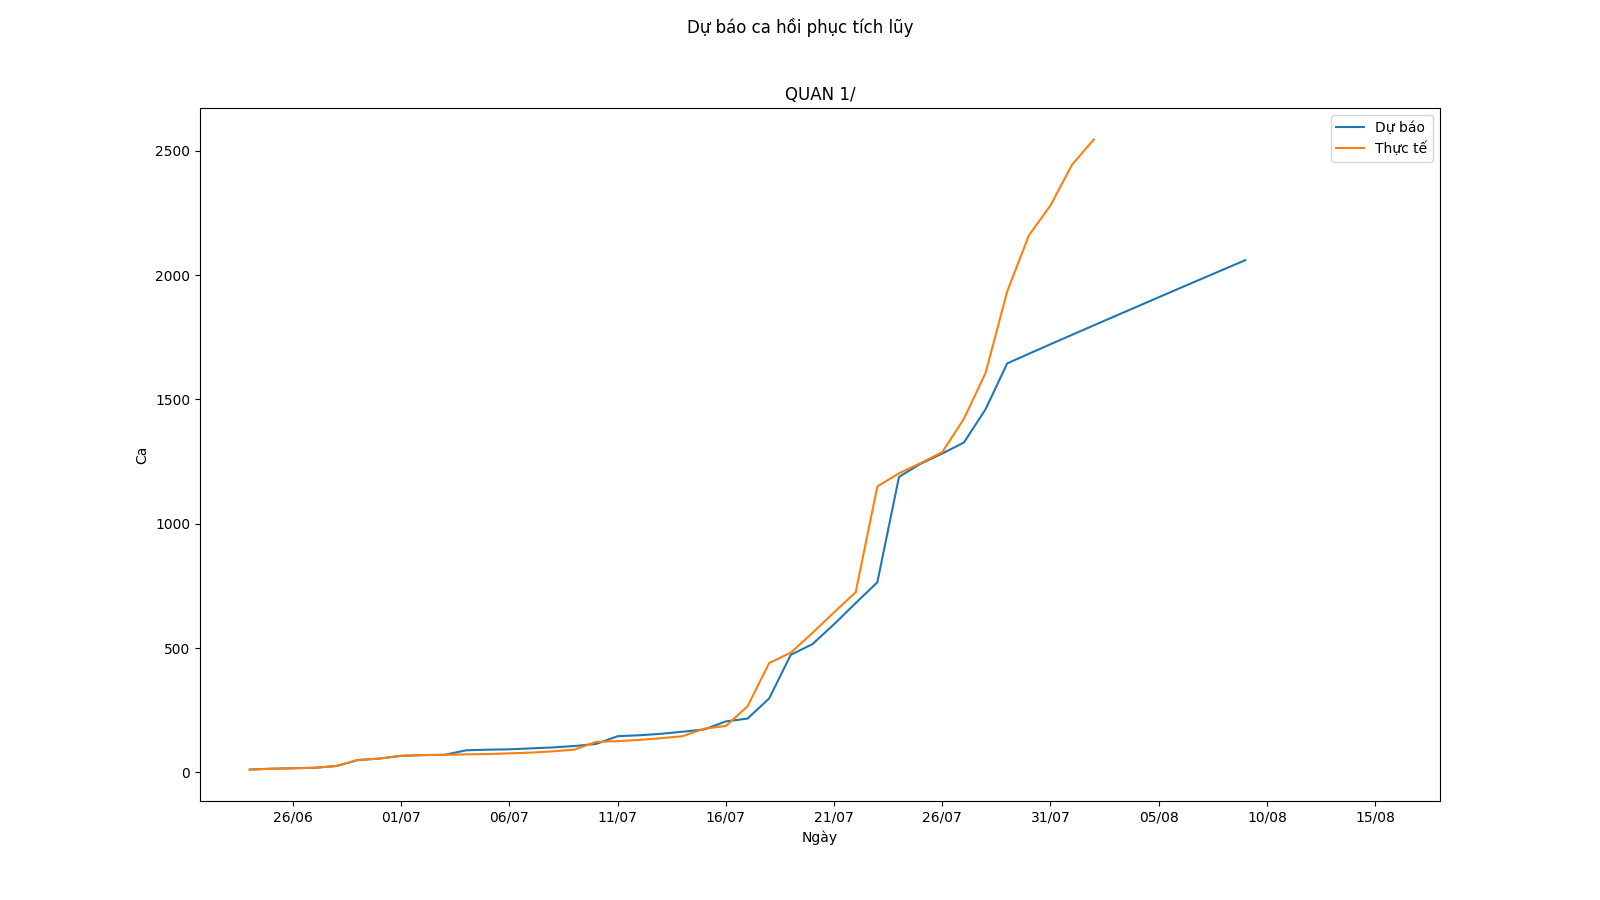 Dự báo ca hồi phục tích lũy
QUAN 1/
Dự báo
Thực tế
2500
2000
1500
1000
500
0
Ca
26/06 01/07 06/07 11/07 16/07 21/07 26/07 31/07 05/08 10/08 15/08
Ngày